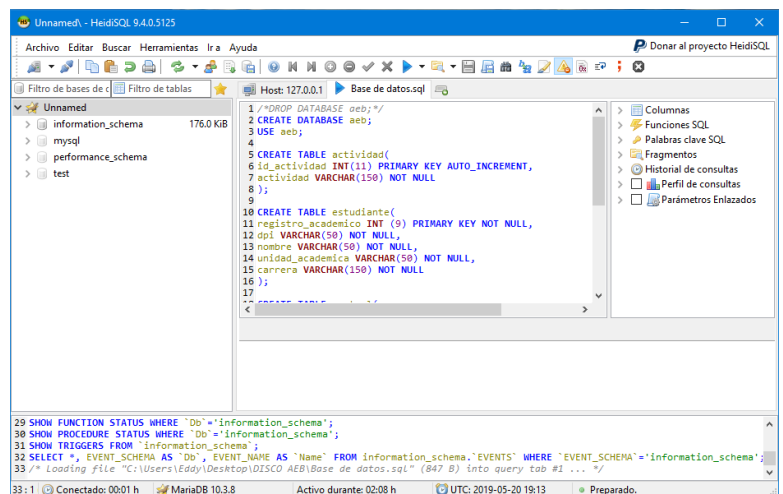 Unnamed\ - HeidiSQL 9.4.0.5125
Archivo Editar Buscar Herramientas Ir a Ayuda
Donar al proyecto HeidiSQL
Filtro de bases de c
Filtro de tablas
Host: 127.0.0.1
Base de datos.sql
Unnamed
information_schema 176.0 KiB
mysql
performance_schema
test
1 /*DROP DATABASE aeb;*/
2 CREATE DATABASE aeb;
3 USE aeb;
4
5 CREATE TABLE actividad(
6 id_actividad INT(11) PRIMARY KEY AUTO_INCREMENT,
7 actividad VARCHAR(150) NOT NULL
8 );
9
10 CREATE TABLE estudiante(
11 registro_academico INT (9) PRIMARY KEY NOT NULL,
12 dpi VARCHAR(50) NOT NULL,
13 nombre VARCHAR(50) NOT NULL,
14 unidad_academica VARCHAR(50) NOT NULL,
15 carrera VARCHAR(150) NOT NULL
16 );
17
Columnas
Funciones SQL
Palabras clave SQL
Fragmentos
Historial de consultas
Perfil de consultas
Parámetros Enlazados
29 SHOW FUNCTION STATUS WHERE `Db`='information_schema';
30 SHOW PROCEDURE STATUS WHERE `Db`='information_schema';
31 SHOW TRIGGERS FROM `information_schema`;
32 SELECT *, EVENT_SCHEMA AS `Db`, EVENT_NAME AS `Name` FROM information_schema.`EVENTS` WHERE `EVENT_SCHEMA`='information_schema';
33 /* Loading file "C:\Users\Eddy\Desktop\DISCO AEB\Base de datos.sql" (847 B) into query tab #1 ... */
33 : 1
Conectado: 00:01 h
MariaDB 10.3.8
Activo durante: 02:08 h
UTC: 2019-05-20 19:13
Preparado.